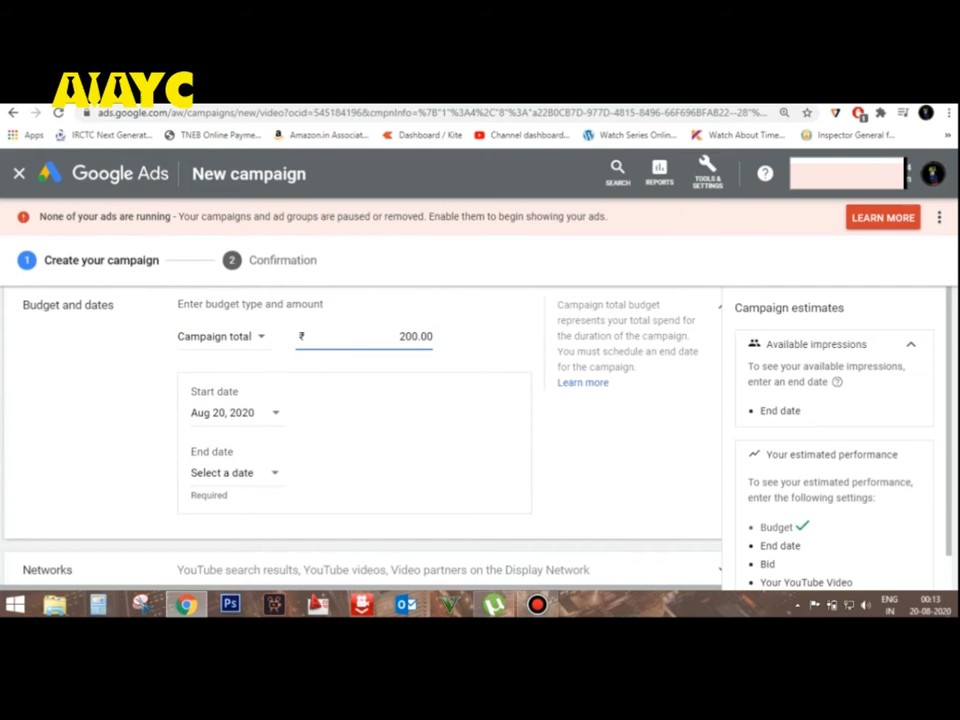 AIAYC
ads.google.com/aw/campaigns/new/video?ocid=545184196&cmpnInfo=%7B"1"%3A4%2C"8"%3A"a22B0CB7D-977D-4815-8496-66F696BFAB22--28"%...
Apps IRCTC Next Generat... TNEB Online Payme... Amazon.in Associat... Dashboard / Kite Channel dashboard... Watch Series Onlin... Watch About Time... Inspector General f... »
Google Ads New campaign
SEARCH REPORTS TOOLS & SETTINGS
None of your ads are running - Your campaigns and ad groups are paused or removed. Enable them to begin showing your ads. LEARN MORE
1 Create your campaign 2 Confirmation
Budget and dates
Enter budget type and amount
Campaign total ₹ 200.00
Start date
Aug 20, 2020
End date
Select a date
Required
Campaign total budget
represents your total spend for
the duration of the campaign.
You must schedule an end date
for the campaign.
Learn more
Campaign estimates
Available impressions
To see your available impressions,
enter an end date
• End date
Your estimated performance
To see your estimated performance,
enter the following settings:
• Budget ✓
• End date
• Bid
• Your YouTube Video
Networks YouTube search results, YouTube videos, Video partners on the Display Network
Ps
ENG
IN
00:13
20-08-2020